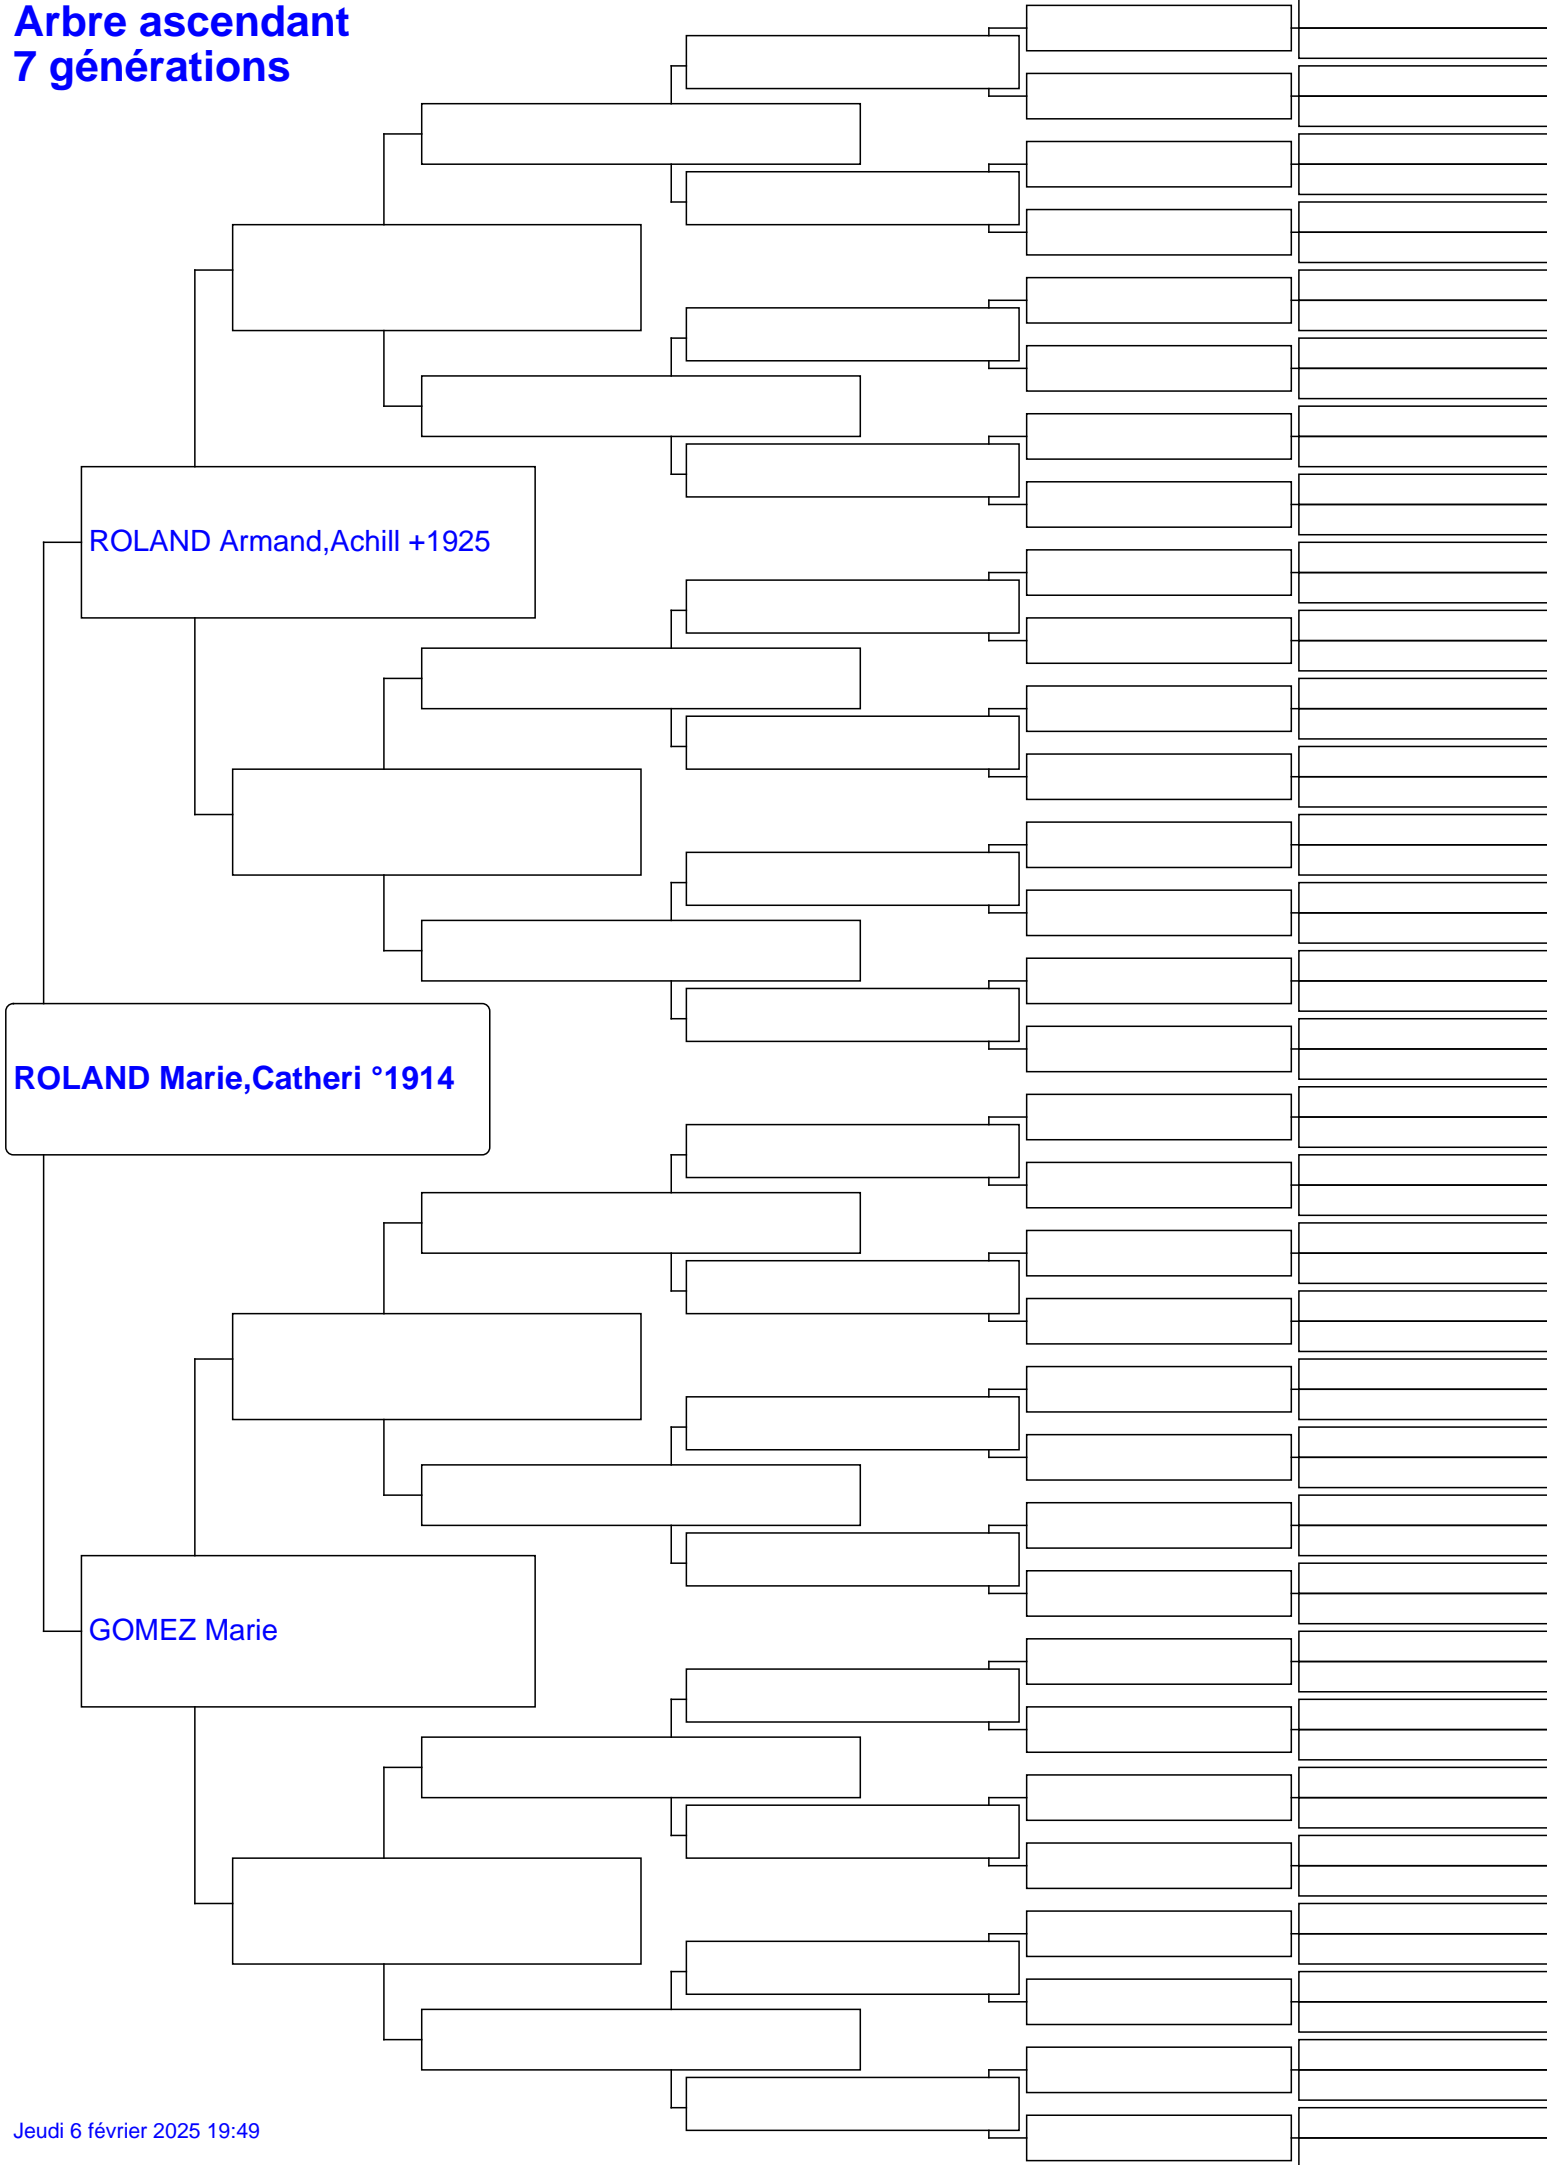 Arbre ascendant
7 générations
ROLAND Armand,Achill +1925
ROLAND Marie,Catheri °1914
GOMEZ Marie
Jeudi 6 février 2025 19:49